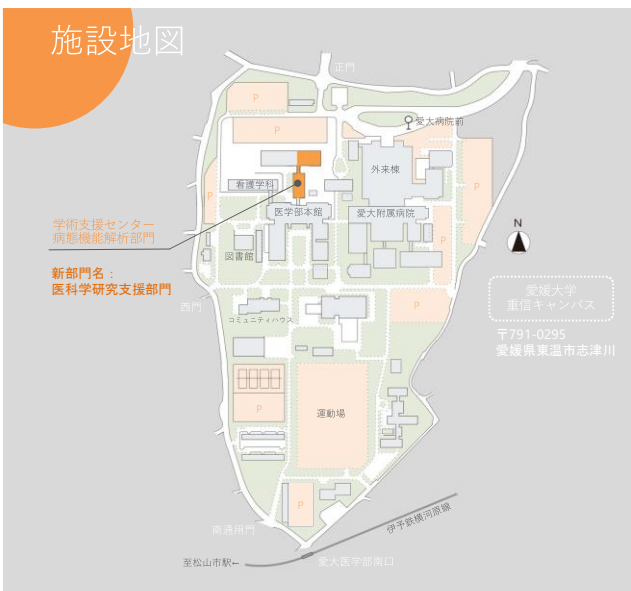 施設地図
正門
P
P
愛大病院前
外来棟
P
看護学科
P
医学部本館
愛大附属病院
学術支援センター
病態機能解析部門
図書館
P
N
新部門名：
医科学研究支援部門
西門
コミュニティハウス
P
愛媛大学
重信キャンパス
〒791-0295
愛媛県東温市志津川
P
運動場
P
南通用門
伊予鉄横河原線
至松山市駅←
愛大医学部南口